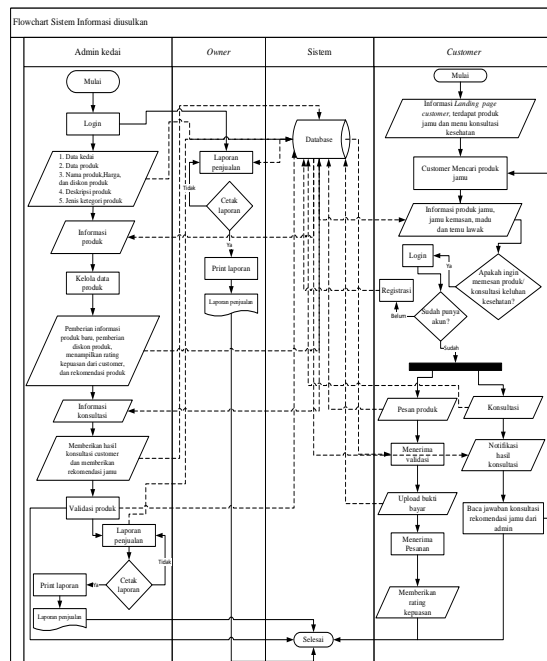 Flowchart Sistem Informasi diusulkan
Admin kedai
Owner
Sistem
Customer
Mulai
Login
1. Data kedai
2. Data produk
3. Nama produk,Harga,
dan diskon produk
4. Deskripsi produk
5. Jenis ketegori produk
Informasi
produk
Kelola data
produk
Pemberian informasi
produk baru, pemberian
diskon produk,
menampilkan rating
kepuasan dari customer,
dan rekomendasi produk
Informasi
konsultasi
Memberikan hasil
konsultasi customer
dan memberikan
rekomendasi jamu
Validasi produk
Laporan
penjualan
Tidak
Cetak
laporan
Ya
Print laporan
Laporan penjualan
Laporan
penjualan
Tidak
Cetak
laporan
Ya
Print laporan
Laporan penjualan
Database
Selesai
Mulai
Informasi Landing page
customer, terdapat produk
jamu dan menu konsultasi
kesehatan
Customer Mencari produk
jamu
Informasi produk jamu,
jamu kemasan, madu
dan temu lawak
Apakah ingin
memesan produk/
konsultasi keluhan
kesehatan?
Ya
Login
Sudah punya
akun?
Belum
Registrasi
Sudah
Pesan produk
Konsultasi
Menerima
validasi
Notifikasi
hasil
konsultasi
Upload bukti
bayar
Baca jawaban konsultasi
rekomendasi jamu dari
admin
Menerima
Pesanan
Memberikan
rating
kepuasan